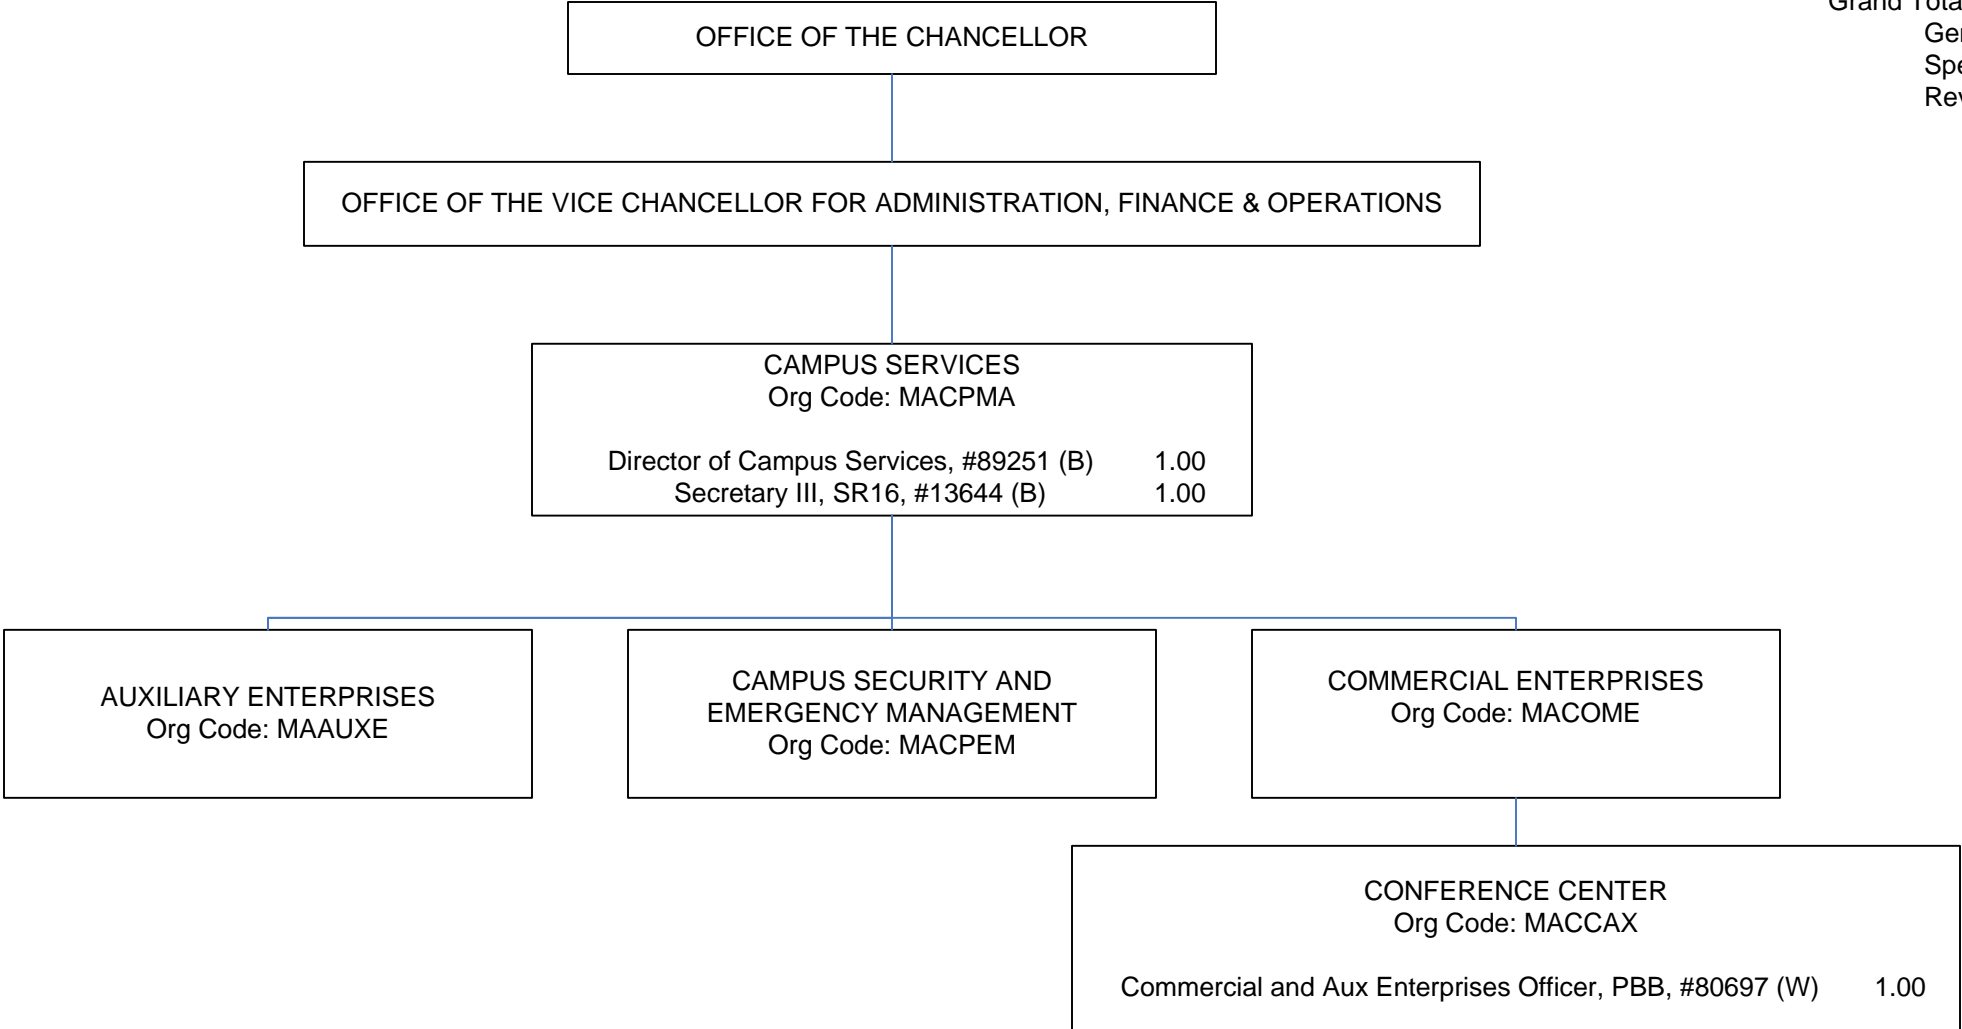 Grand
OFFICE OF THE CHANCELLOR
OFFICE OF THE VICE CHANCELLOR FOR ADMINISTRATION, FINANCE & OPERATIONS
CAMPUS SERVICES
Org Code: MACPMA
Director of Campus Services, #89251 (B) 1.00
Secretary III, SR16, #13644 (B) 1.00
AUXILIARY ENTERPRISES
Org Code: MAAUXE
CAMPUS SECURITY AND
EMERGENCY MANAGEMENT
Org Code: MACPEM
COMMERCIAL ENTERPRISES
Org Code: MACOME
CONFERENCE CENTER
Org Code: MACCAX
Commercial and Aux Enterprises Officer, PBB, #80697 (W) 1.00